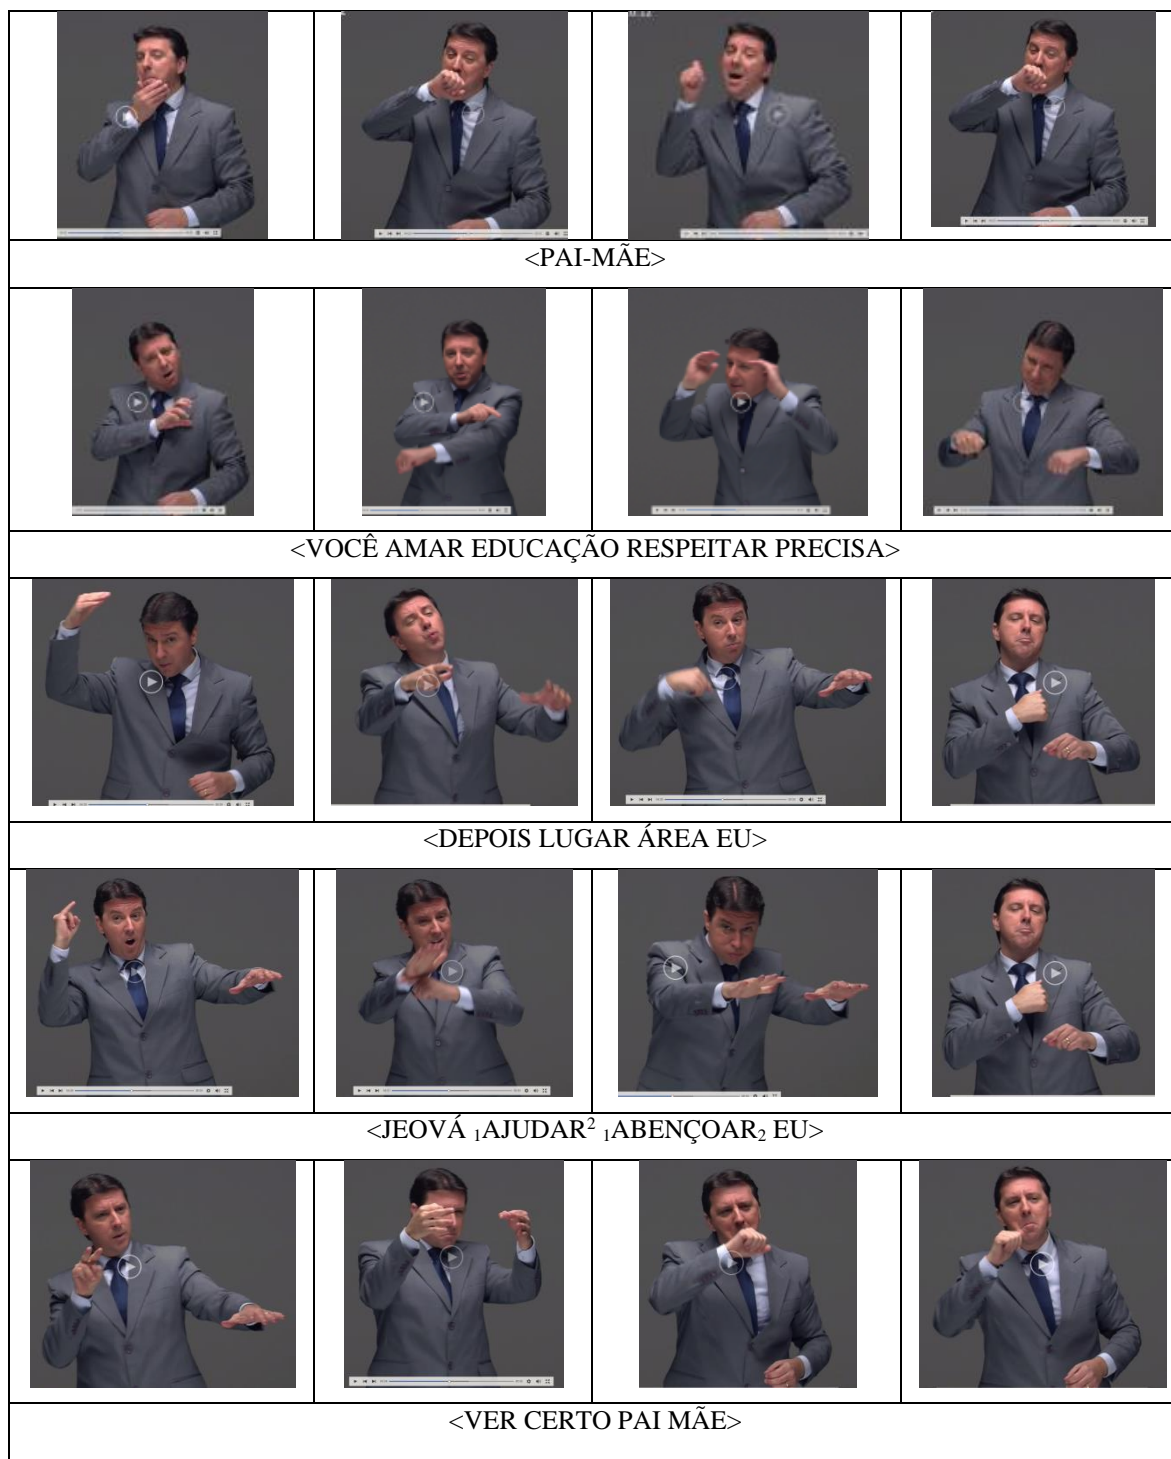 <PAI-MÃE>
<VOCÊ AMAR EDUCAÇÃO RESPEITAR PRECISA>
<DEPOIS LUGAR ÁREA EU>
<JEOVÁ ₁AJUDAR² ₁ABENÇOAR₂ EU>
<VER CERTO PAI MÃE>